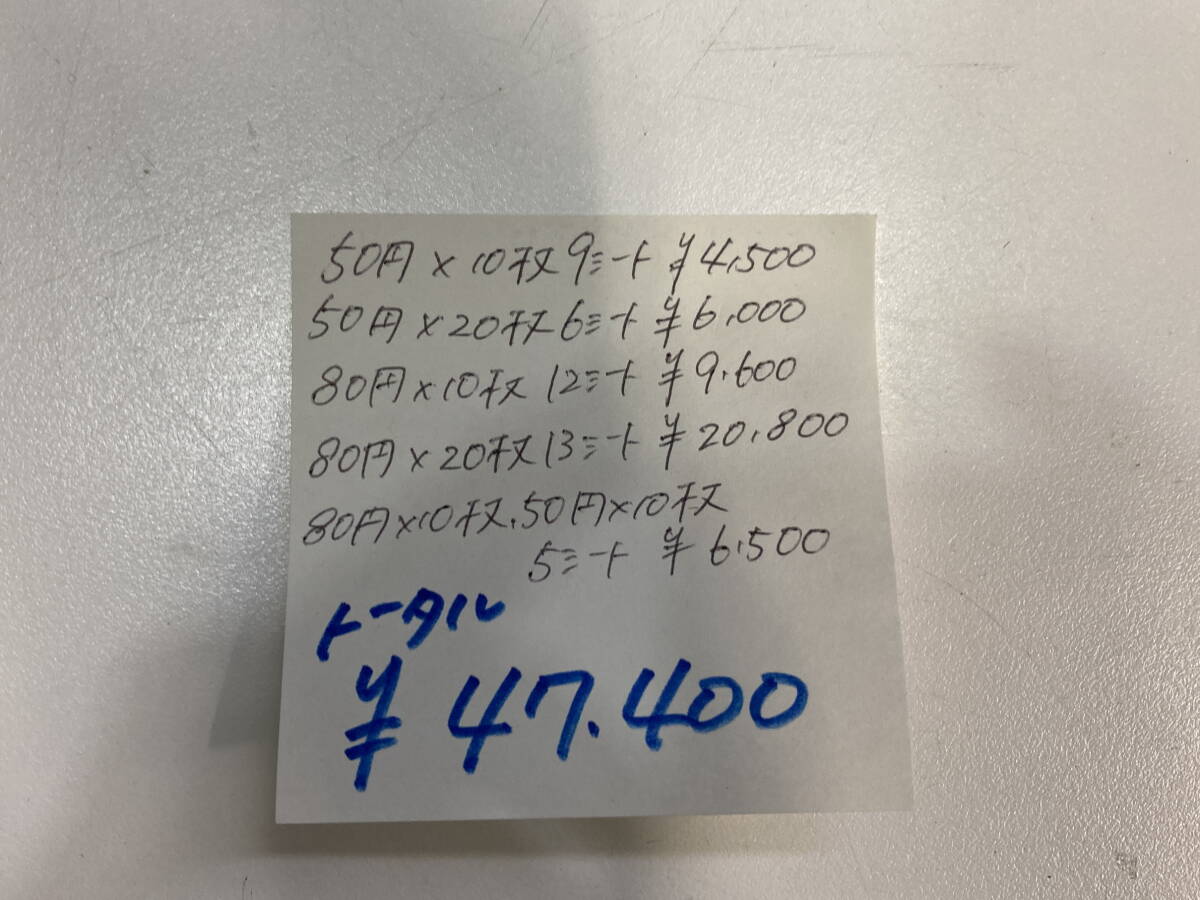 50円×10枚9シート ¥4,500
50円×20枚6シート ¥6,000
80円×10枚 12シート ¥9,600
80円×20枚13シート ¥20,800
80円×10枚、50円×10枚
5シート ¥6,500
トータル
¥47.400